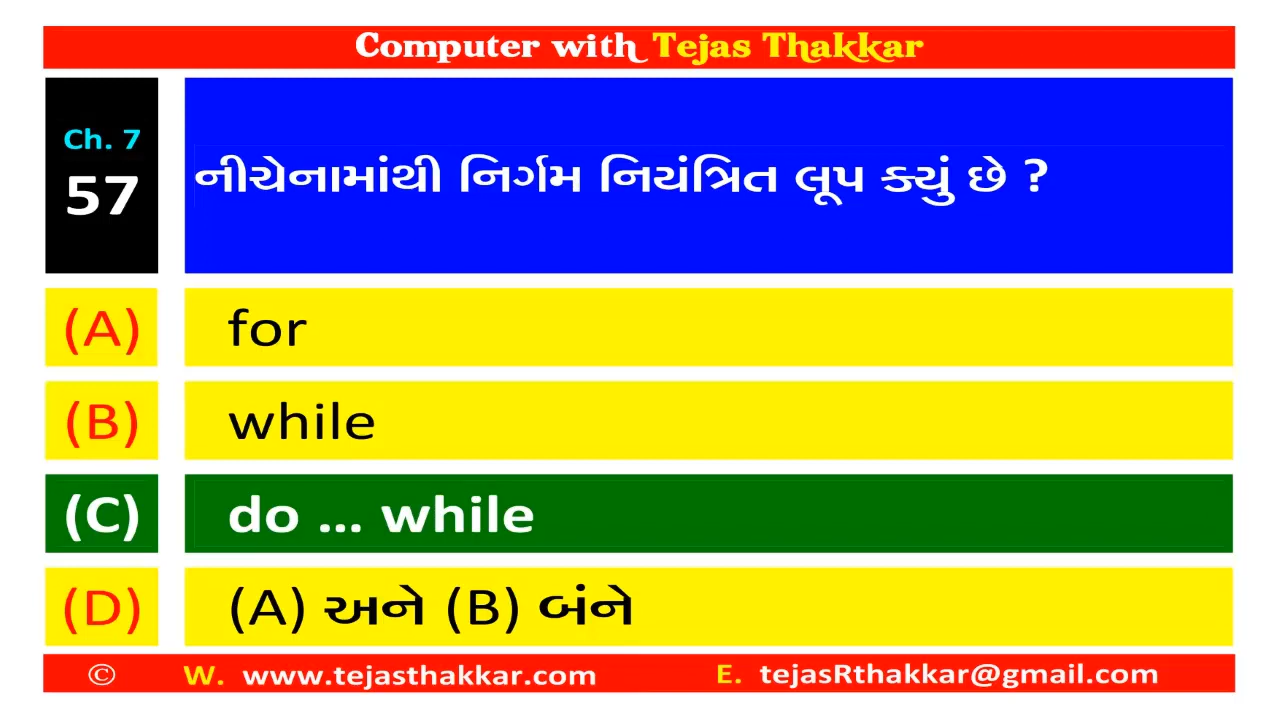 Computer with Tejas Thakkar
Ch. 7
57
નીચેનામાંથી નિર્ગમ નિયંત્રિત લૂપ ક્યું છે ?
(A) for
(B) while
(C) do ... while
(D) (A) અને (B) બંને
© W. www.tejasthakkar.com E. tejasRthakkar@gmail.com